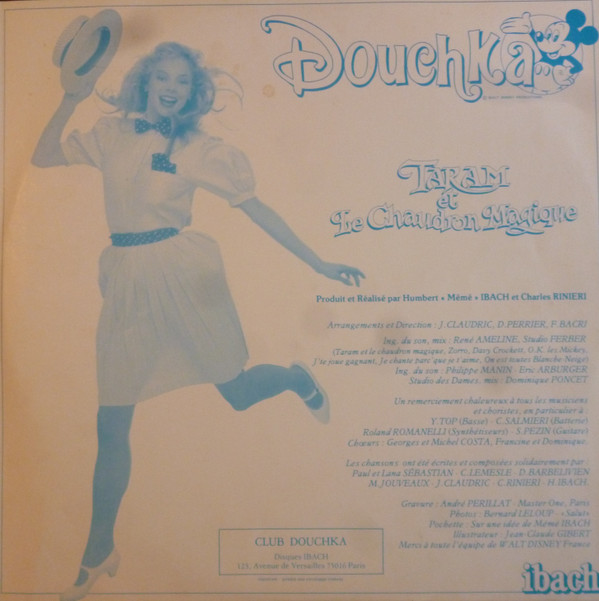 Douchka
© WALT DISNEY PRODUCTIONS
TARAM
et
Le Chaudron Magique
Produit et Réalisé par Humbert « Mémé » IBACH et Charles RINIERI
Arrangements et Direction : J. CLAUDRIC, D. PERRIER, F. BACRI
Ing. du son, mix : René AMELINE, Studio FERBER
(Taram et le chaudron magique, Zorro, Davy Crockett, O.K. les Mickey,
J'te joue gagnant, Je chante parc'que je t'aime, On est toutes Blanche-Neige)
Ing. du son : Philippe MANIN - Eric ARBURGER
Studio des Dames, mix : Dominique PONCET
Un remerciement chaleureux à tous les musiciens
et choristes, en particulier à :
Y. TOP (Basse) - C. SALMIERI (Batterie)
Roland ROMANELLI (Synthétiseurs) - S. PEZIN (Guitare)
Chœurs : Georges et Michel COSTA, Francine et Dominique.
Les chansons ont été écrites et composées solidairement par :
Paul et Lana SÉBASTIAN - C. LEMESLE - D. BARBELIVIEN
M. JOUVEAUX - J. CLAUDRIC - C. RINIERI - H. IBACH.
Gravure : André PERILLAT - Master One, Paris
Photos : Bernard LELOUP - «Salut»
Pochette : Sur une idée de Mémé IBACH
Illustrateur : Jean-Claude GIBERT
Merci à toute l'équipe de WALT DISNEY France
CLUB DOUCHKA
Disques IBACH
123, Avenue de Versailles 75016 Paris
ibach